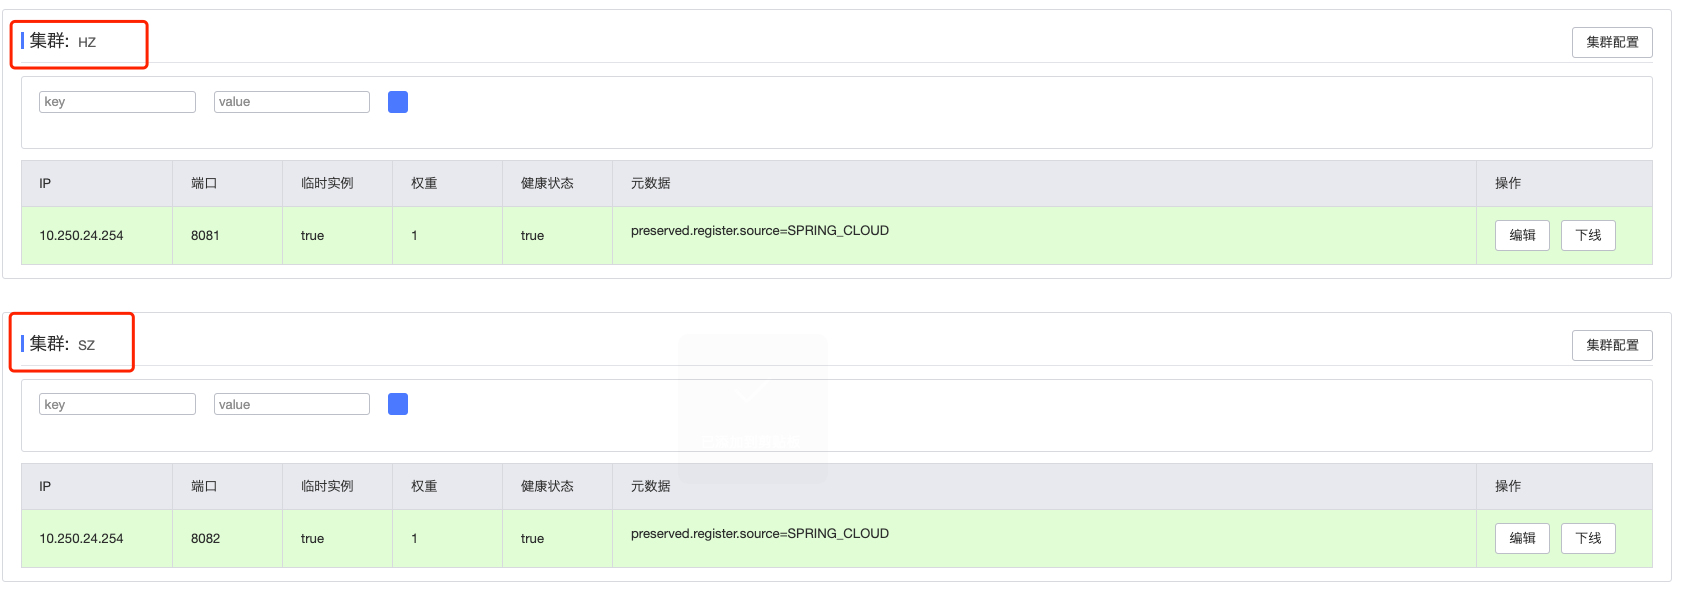 集群: HZ 集群配置
key value
IP 端口 临时实例 权重 健康状态 元数据 操作
10.250.24.254 8081 true 1 true preserved.register.source=SPRING_CLOUD 编辑 下线
集群: SZ 集群配置
key value
IP 端口 临时实例 权重 健康状态 元数据 操作
10.250.24.254 8082 true 1 true preserved.register.source=SPRING_CLOUD 编辑 下线